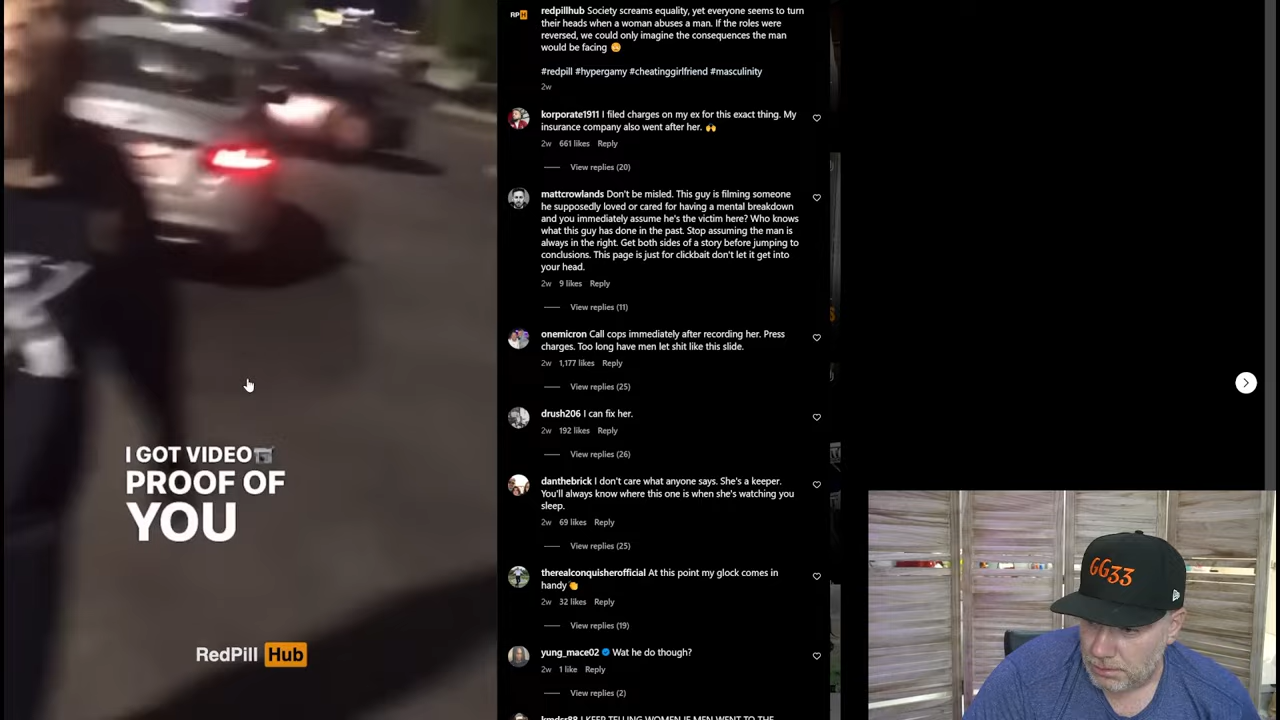 I GOT VIDEO
PROOF OF
YOU
RedPill Hub
RP H
redpillhub Society screams equality, yet everyone seems to turn
their heads when a woman abuses a man. If the roles were
reversed, we could only imagine the consequences the man
would be facing 🙄
#redpill #hypergamy #cheatinggirlfriend #masculinity
2w
korporate1911 I filed charges on my ex for this exact thing. My
insurance company also went after her. 🙌
2w 661 likes Reply
View replies (20)
mattcrowlands Don't be misled. This guy is filming someone
he supposedly loved or cared for having a mental breakdown
and you immediately assume he's the victim here? Who knows
what this guy has done in the past. Stop assuming the man is
always in the right. Get both sides of a story before jumping to
conclusions. This page is just for clickbait don't let it get into
your head.
2w 9 likes Reply
View replies (11)
onemicron Call cops immediately after recording her. Press
charges. Too long have men let shit like this slide.
2w 1,177 likes Reply
View replies (25)
drush206 I can fix her.
2w 192 likes Reply
View replies (26)
danthebrick I don't care what anyone says. She's a keeper.
You'll always know where this one is when she's watching you
sleep.
2w 69 likes Reply
View replies (25)
therealconquisherofficial At this point my glock comes in
handy👏
2w 32 likes Reply
View replies (19)
yung_mace02 Wat he do though?
2w 1 like Reply
View replies (2)
kmdsr88 I KEEP TELLING WOMEN IF MEN WENT TO THE
GG33